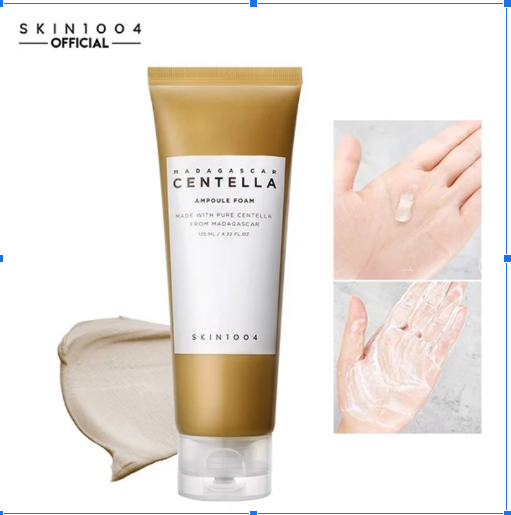 SKIN1004
OFFICIAL
MADAGASCAR
CENTELLA
AMPOULE FOAM
MADE WITH PURE CENTELLA
FROM MADAGASCAR
125 ML / 4.22 FL.OZ
SKIN1004